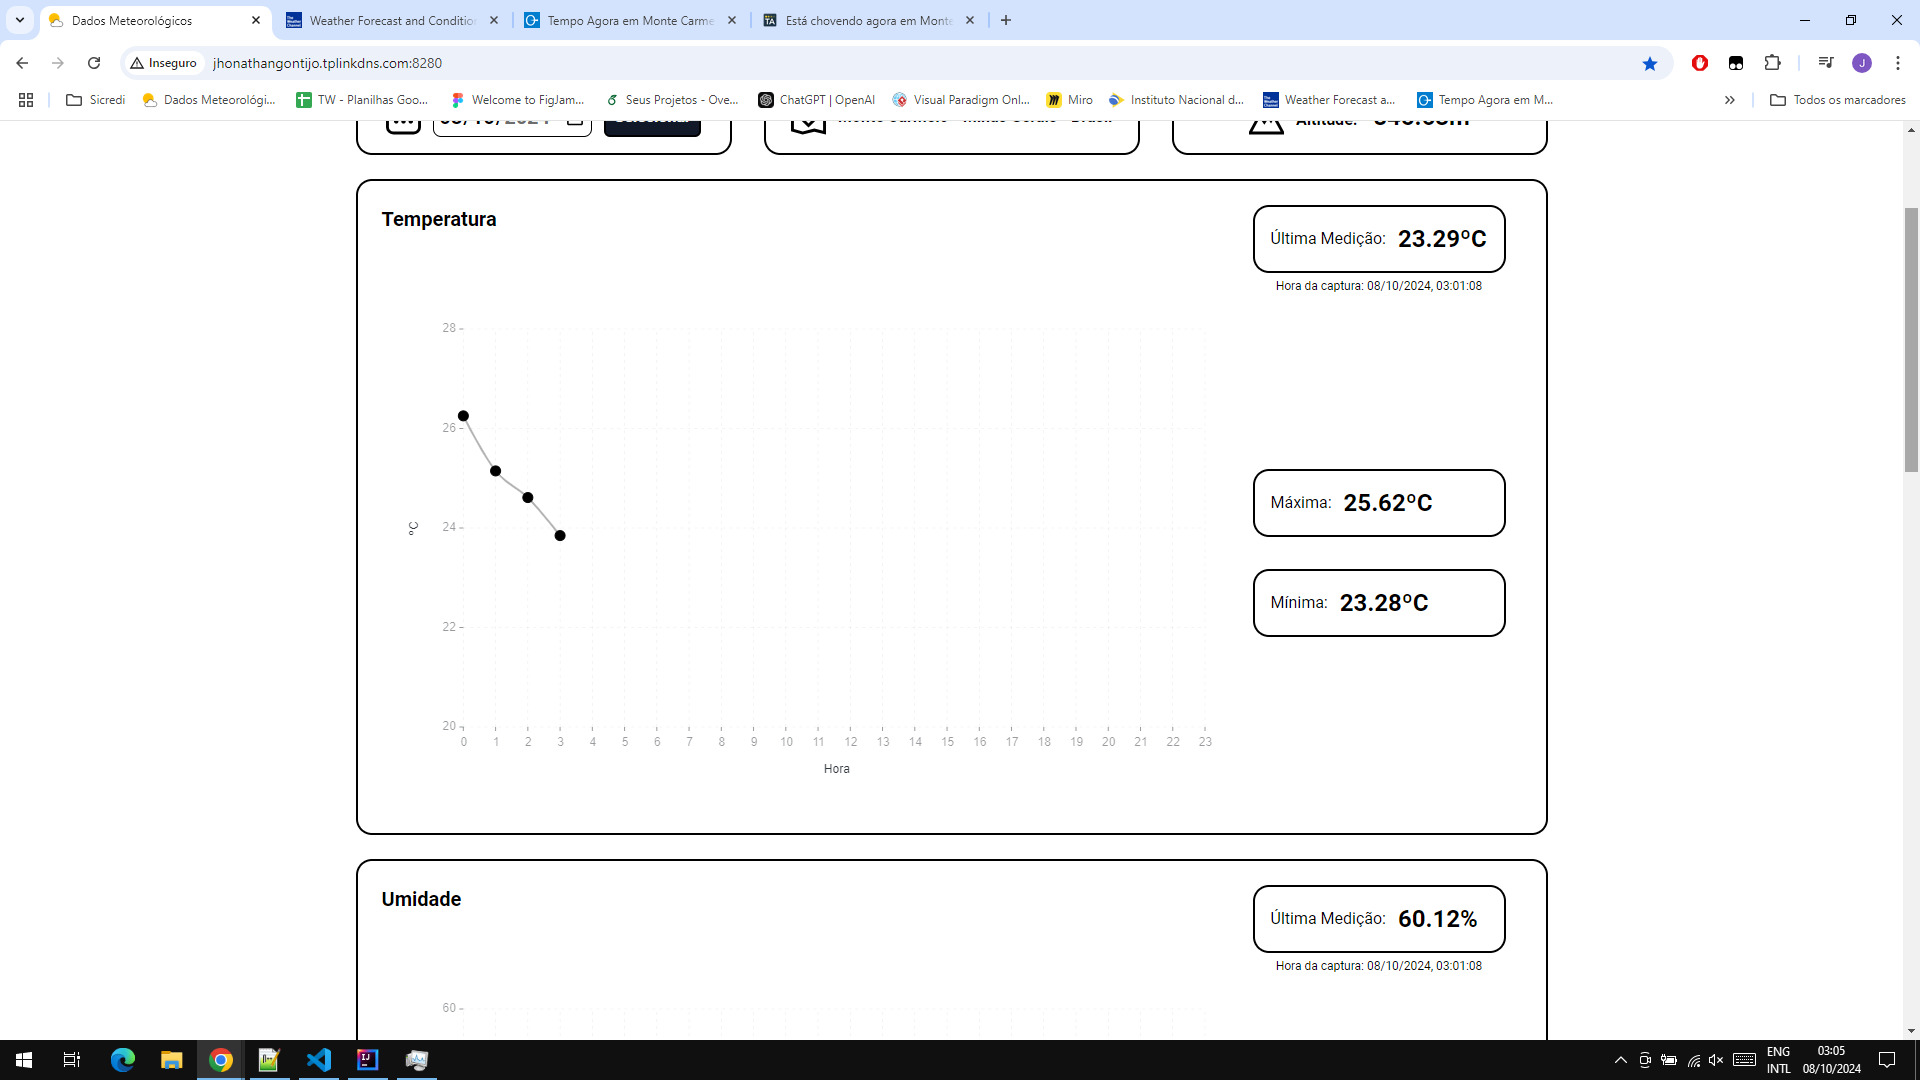 Dados Meteorológicos
Weather Forecast and Conditio
Tempo Agora em Monte Carme
Está chovendo agora em Monte
Inseguro
jhonathangontijo.tplinkdns.com:8280
Sicredi
Dados Meteorológi...
TW - Planilhas Goo...
Welcome to FigJam...
Seus Projetos - Ove...
ChatGPT | OpenAI
Visual Paradigm Onl...
Miro
Instituto Nacional d...
Weather Forecast a...
Tempo Agora em M...
Todos os marcadores
Temperatura
Última Medição: 23.29ºC
Hora da captura: 08/10/2024, 03:01:08
28
26
24
22
20
ºC
0 1 2 3 4 5 6 7 8 9 10 11 12 13 14 15 16 17 18 19 20 21 22 23
Hora
Máxima: 25.62ºC
Mínima: 23.28ºC
Umidade
Última Medição: 60.12%
Hora da captura: 08/10/2024, 03:01:08
60
ENG
INTL
03:05
08/10/2024